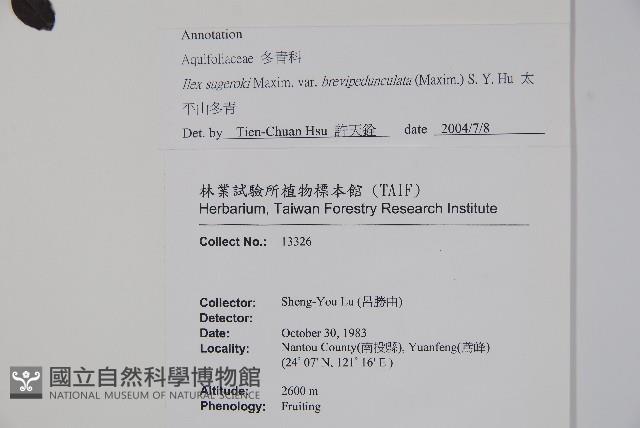 Annotation
Aquifoliaceae 冬青科
Ilex sugeroki Maxim. var. brevipedunculata (Maxim.) S. Y. Hu 太
平山冬青
Det. by Tien-Chuan Hsu 許天銓 date 2004/7/8
林業試驗所植物標本館 (TAIF)
Herbarium, Taiwan Forestry Research Institute
Collect No.: 13326
Collector: Sheng-You Lu (呂勝由)
Detector:
Date: October 30, 1983
Locality: Nantou County(南投縣), Yuanfeng(鳶峰)
(24° 07' N, 121° 16' E )
Altitude: 2600 m
Phenology: Fruiting
國立自然科學博物館
NATIONAL MUSEUM OF NATURAL SCIENCE